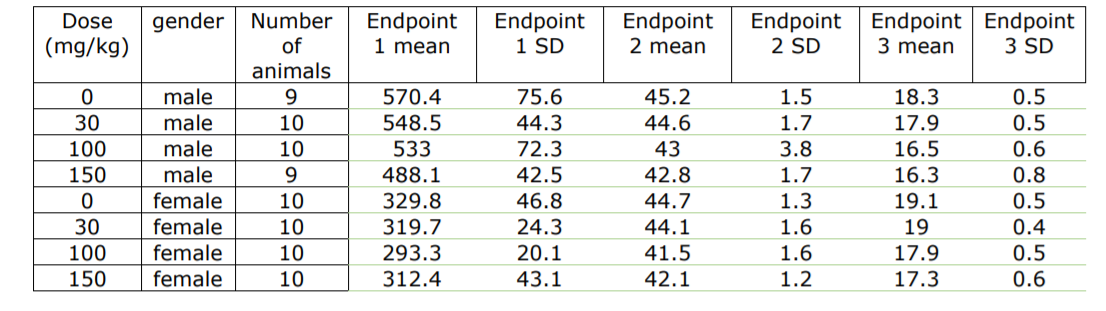 Dose (mg/kg) gender Number of animals Endpoint 1 mean Endpoint 1 SD Endpoint 2 mean Endpoint 2 SD Endpoint 3 mean Endpoint 3 SD
0 male 9 570.4 75.6 45.2 1.5 18.3 0.5
30 male 10 548.5 44.3 44.6 1.7 17.9 0.5
100 male 10 533 72.3 43 3.8 16.5 0.6
150 male 9 488.1 42.5 42.8 1.7 16.3 0.8
0 female 10 329.8 46.8 44.7 1.3 19.1 0.5
30 female 10 319.7 24.3 44.1 1.6 19 0.4
100 female 10 293.3 20.1 41.5 1.6 17.9 0.5
150 female 10 312.4 43.1 42.1 1.2 17.3 0.6